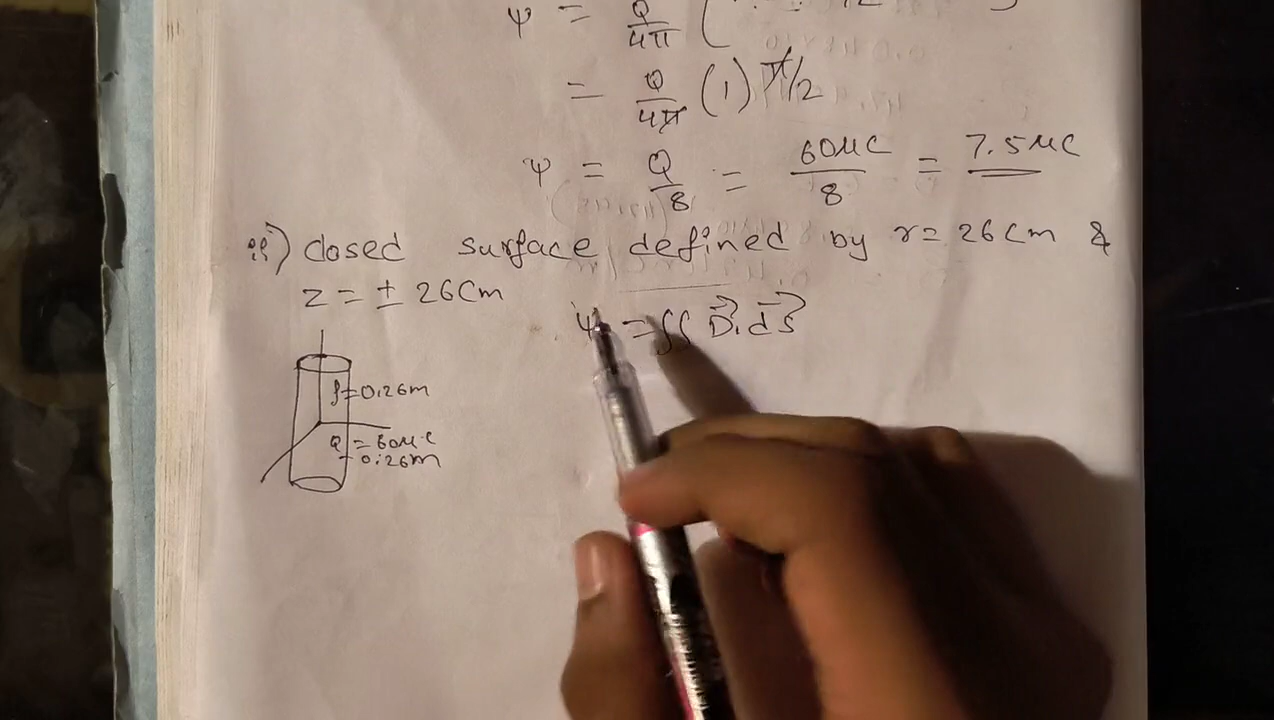 ψ = Q/4π (
= Q/4π (1) π/2
ψ = Q/8 = 60μC/8 = 7.5μC
ii) closed surface defined by r= 26cm &
z = ± 26cm
ψ = ∫∫ D⃗. ds⃗
ρ=0.26m
Q = 60μc
-0.26m